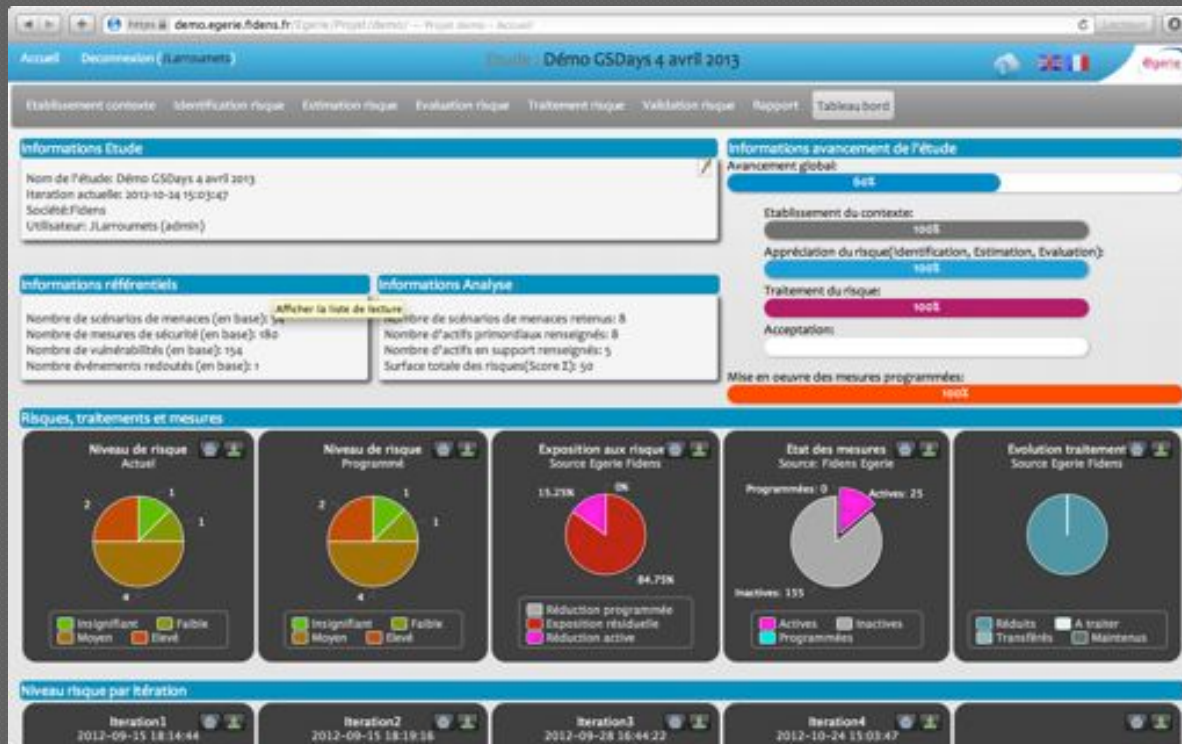 https demo.egerie.fidens.fr/Egerie/Projet/demo/ — Projet demo - Accueil
Accueil Deconnexion (JLarroumets) Etude : Démo GSDays 4 avril 2013 egerie
Etablissement contexte Identification risque Estimation risque Evaluation risque Traitement risque Validation risque Rapport Tableau bord
Informations Etude
Nom de l'étude: Démo GSDays 4 avril 2013
Iteration actuelle: 2012-10-24 15:03:47
Société:Fidens
Utilisateur: JLarroumets (admin)
Informations avancement de l'étude
Avancement global:
60%
Etablissement du contexte:
100%
Appréciation du risque(Identification, Estimation, Evaluation):
100%
Traitement du risque:
100%
Acceptation:
Mise en oeuvre des mesures programmées:
100%
Informations référentiels
Nombre de scénarios de menaces (en base):
Nombre de mesures de sécurité (en base): 180
Nombre de vulnérabilités (en base): 154
Nombre événements redoutés (en base): 1
Afficher la liste de lecture
Informations Analyse
Nombre de scénarios de menaces retenus: 8
Nombre d'actifs primordiaux renseignés: 8
Nombre d'actifs en support renseignés: 5
Surface totale des risques(Score Σ): 50
Risques, traitements et mesures
Niveau de risque
Actuel
2
1
1
4
Insignifiant Faible
Moyen Elevé
Niveau de risque
Programmé
2
1
1
4
Insignifiant Faible
Moyen Elevé
Exposition aux risque
Source Egerie Fidens
15.25%
0%
84.75%
Réduction programmée
Exposition résiduelle
Réduction active
Etat des mesures
Source: Fidens Egerie
Programmées: 0
Actives: 25
Inactives: 155
Actives Inactives
Programmées
Evolution traitement
Source Egerie Fidens
Réduits A traiter
Transférés Maintenus
Niveau risque par itération
Iteration1
2012-09-15 18:14:44
Iteration2
2012-09-15 18:19:16
Iteration3
2012-09-28 16:44:22
Iteration4
2012-10-24 15:03:47